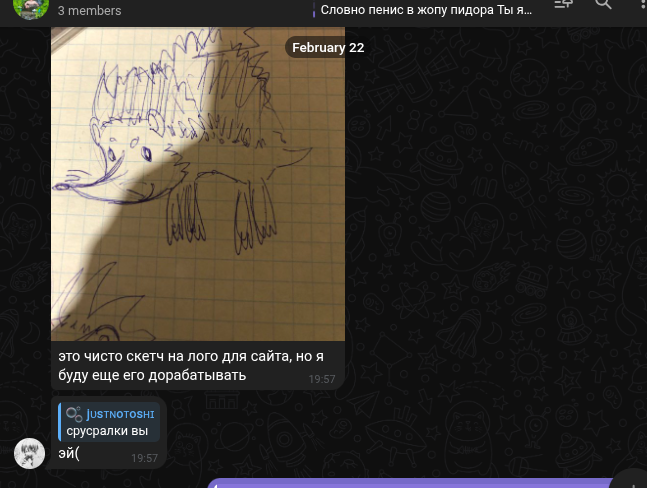 3 members
Словно пенис в жопу пидора Ты я...
February 22
это чисто скетч на лого для сайта, но я
буду еще его дорабатывать
19:57
jusтnoтosнι
срусралки вы
эй(
19:57